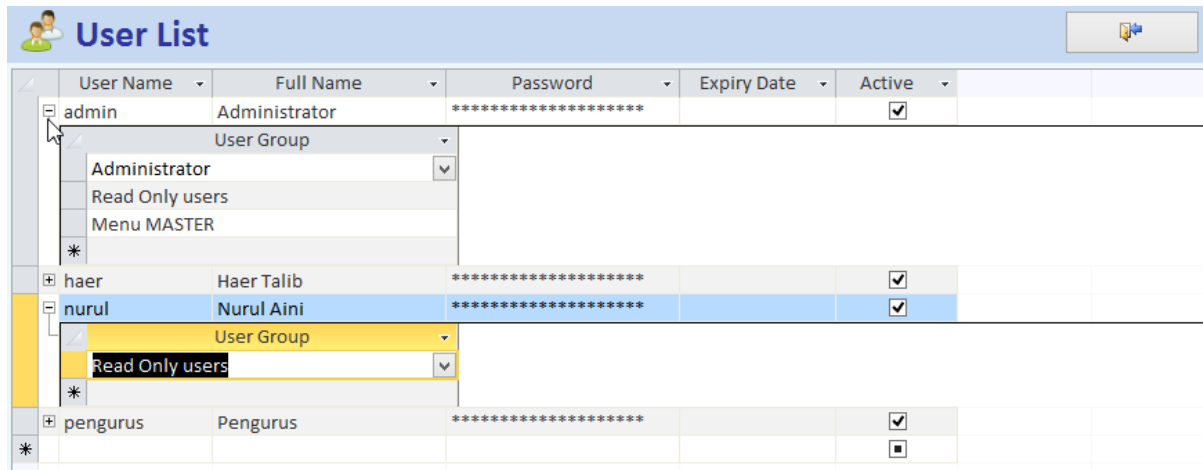 User List
User Name Full Name Password Expiry Date Active
admin Administrator ********************
User Group
Administrator
Read Only users
Menu MASTER
haer Haer Talib ********************
nurul Nurul Aini ********************
User Group
Read Only users
pengurus Pengurus ********************